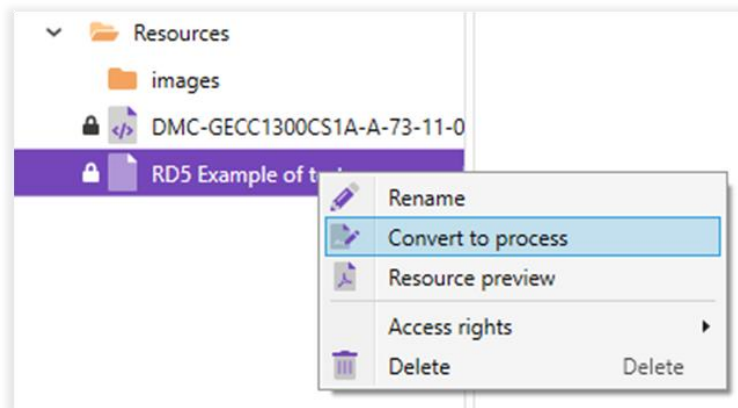 Resources
images
DMC-GECC1300CS1A-A-73-11-0
RD5 Example of
Rename
Convert to process
Resource preview
Access rights
Delete Delete